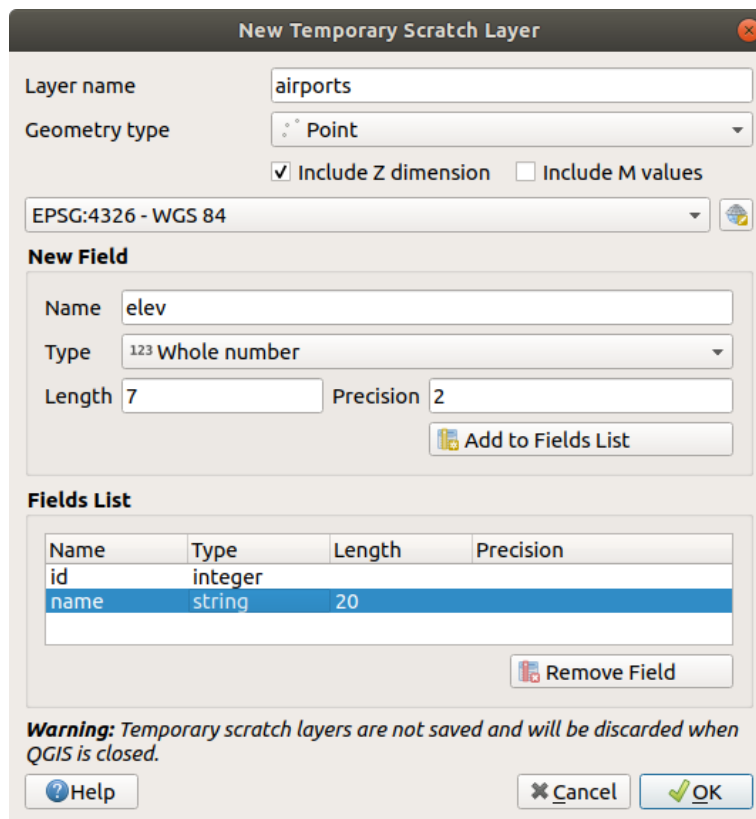 New Temporary Scratch Layer
Layer name airports
Geometry type Point
Include Z dimension Include M values
EPSG:4326 - WGS 84
New Field
Name elev
Type 123 Whole number
Length 7 Precision 2
Add to Fields List
Fields List
Name Type Length Precision
id integer
name string 20
Remove Field
Warning: Temporary scratch layers are not saved and will be discarded when
QGIS is closed.
Help Cancel OK